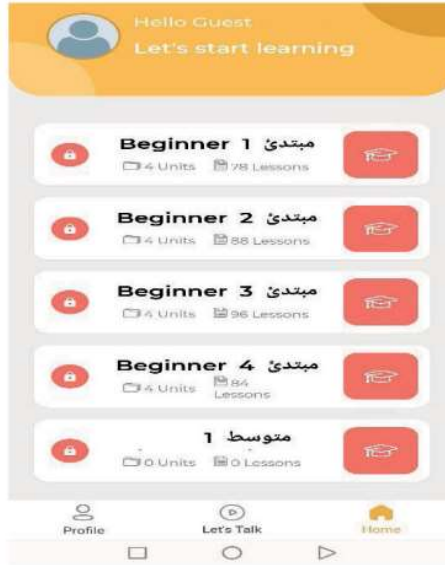 Hello Guest
Let's start learning
Beginner 1 مبتدئ
4 Units 78 Lessons
Beginner 2 مبتدئ
4 Units 88 Lessons
Beginner 3 مبتدئ
4 Units 96 Lessons
Beginner 4 مبتدئ
4 Units 84
Lessons
متوسط 1
0 Units 0 Lessons
Profile Let's Talk Home